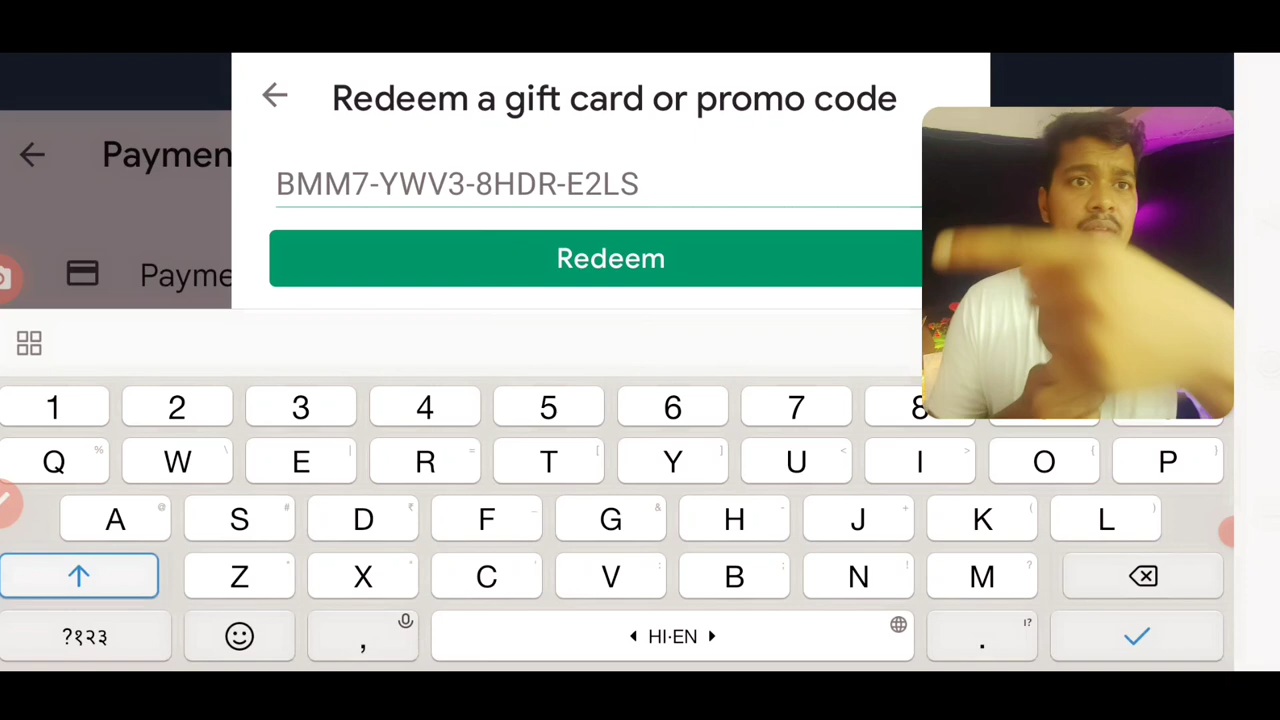 Redeem a gift card or promo code
Paymen
BMM7-YWV3-8HDR-E2LS
Redeem
Payme
1 2 3 4 5 6 7 8
% \ | = [ ] < > { }
Q W E R T Y U I O P
@ # ₹ _ & - + ( )
A S D F G H J K L
* " ' : ; ! ?
Z X C V B N M
?१२३ , HI·EN . !?